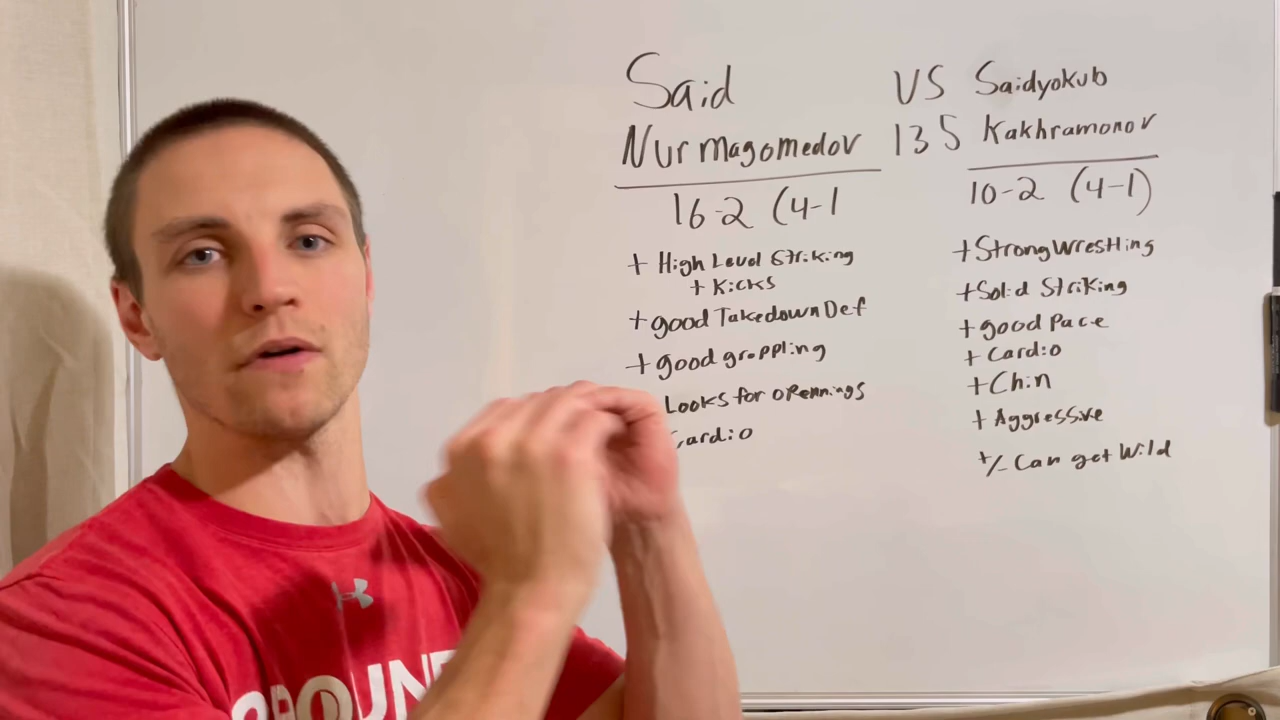 Said
Nurmagomedov
16-2 (4-1
+ High Level Striking
+ Kicks
+ good Takedown Def
+ good grappling
Looks for opennings
Cardio
VS
135
Saidyokub
Kakhramonov
10-2 (4-1)
+ Strong Wrestling
+ Solid Striking
+ good Pace
+ Cardio
+ Chin
+ Aggressive
+/- Can get Wild